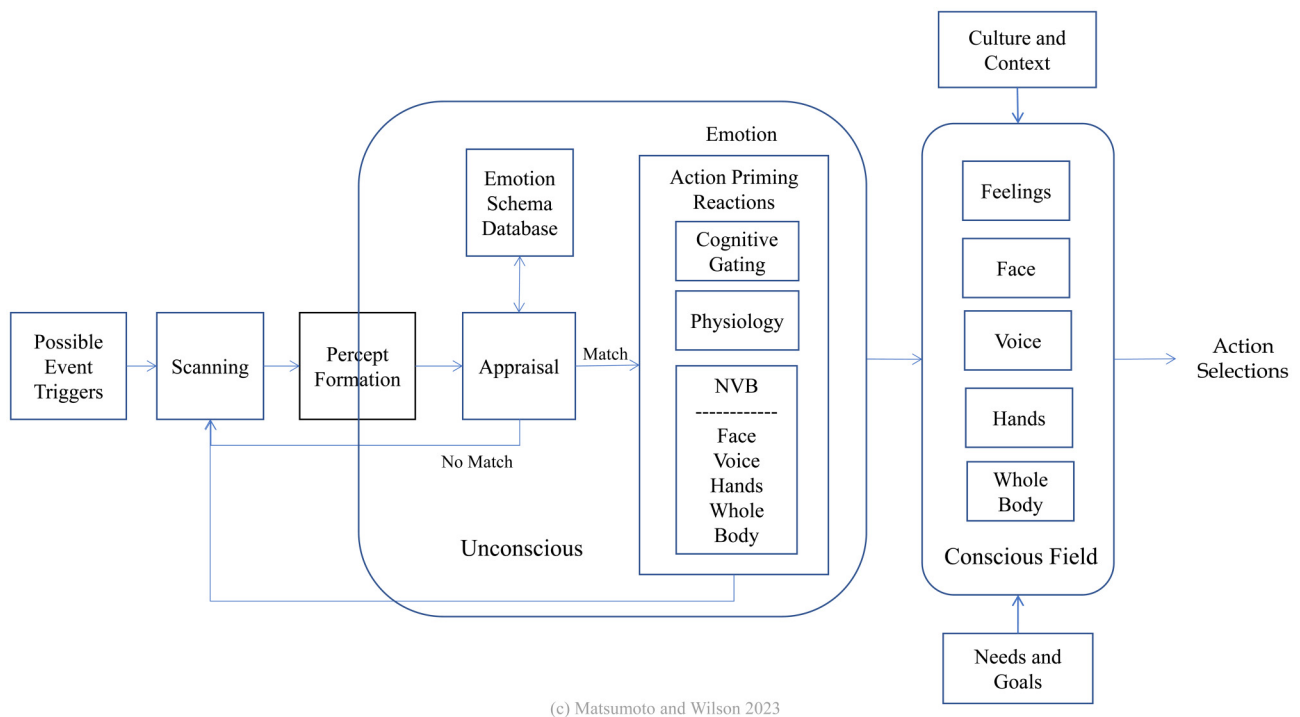 Culture and
Context
Emotion
Emotion
Schema
Database
Action Priming
Reactions
Cognitive
Gating
Physiology
NVB
------------
Face
Voice
Hands
Whole
Body
Possible
Event
Triggers
Scanning
Percept
Formation
Appraisal
Match
No Match
Unconscious
Feelings
Face
Voice
Hands
Whole
Body
Conscious Field
Action
Selections
Needs and
Goals
(c) Matsumoto and Wilson 2023